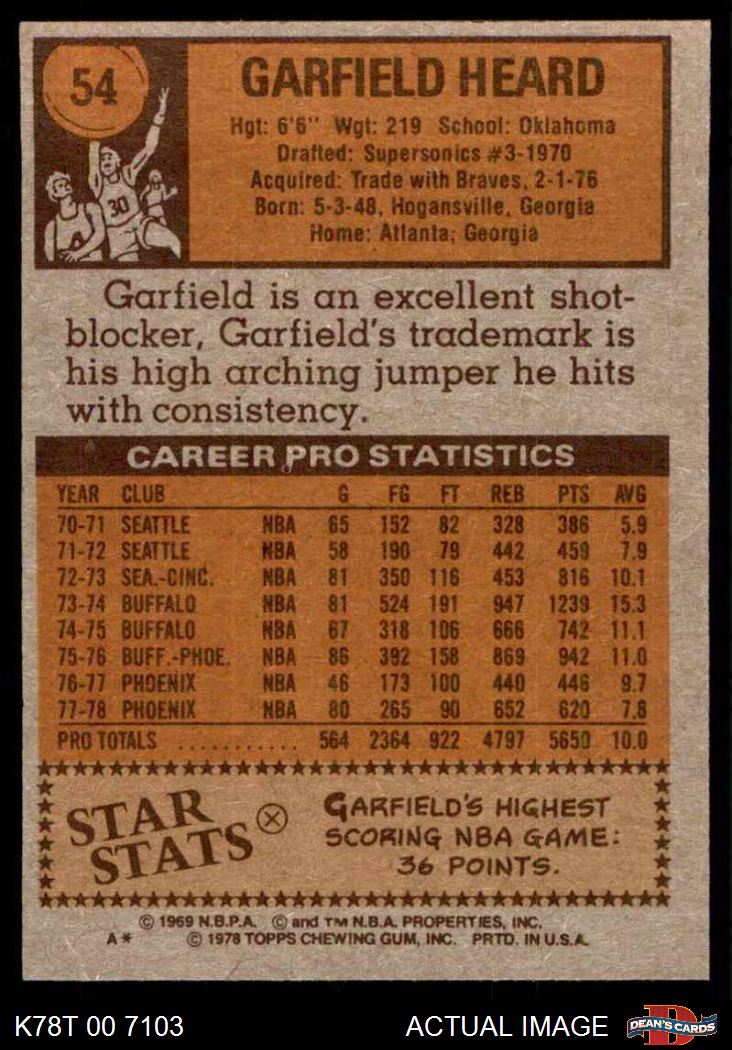 54
GARFIELD HEARD
Hgt: 6'6" Wgt: 219 School: Oklahoma
Drafted: Supersonics #3-1970
Acquired: Trade with Braves, 2-1-76
Born: 5-3-48, Hogansville, Georgia
Home: Atlanta, Georgia
30
Garfield is an excellent shot-
blocker, Garfield's trademark is
his high arching jumper he hits
with consistency.
CAREER PRO STATISTICS
YEAR CLUB G FG FT REB PTS AVG
70-71 SEATTLE NBA 65 152 82 328 386 5.9
71-72 SEATTLE NBA 58 190 79 442 459 7.9
72-73 SEA.-CINC. NBA 81 350 116 453 816 10.1
73-74 BUFFALO NBA 81 524 191 947 1239 15.3
74-75 BUFFALO NBA 67 318 106 666 742 11.1
75-76 BUFF.-PHOE. NBA 86 392 158 869 942 11.0
76-77 PHOENIX NBA 46 173 100 440 446 9.7
77-78 PHOENIX NBA 80 265 90 652 620 7.8
PRO TOTALS ........... 564 2364 922 4797 5650 10.0
STAR
STATS
GARFIELD'S HIGHEST
SCORING NBA GAME:
36 POINTS.
© 1969 N.B.P.A. © and TM N.B.A. PROPERTIES, INC.
A* © 1978 TOPPS CHEWING GUM, INC. PRTD. IN U.S.A.
K78T 00 7103 ACTUAL IMAGE
D
DEAN'S CARDS